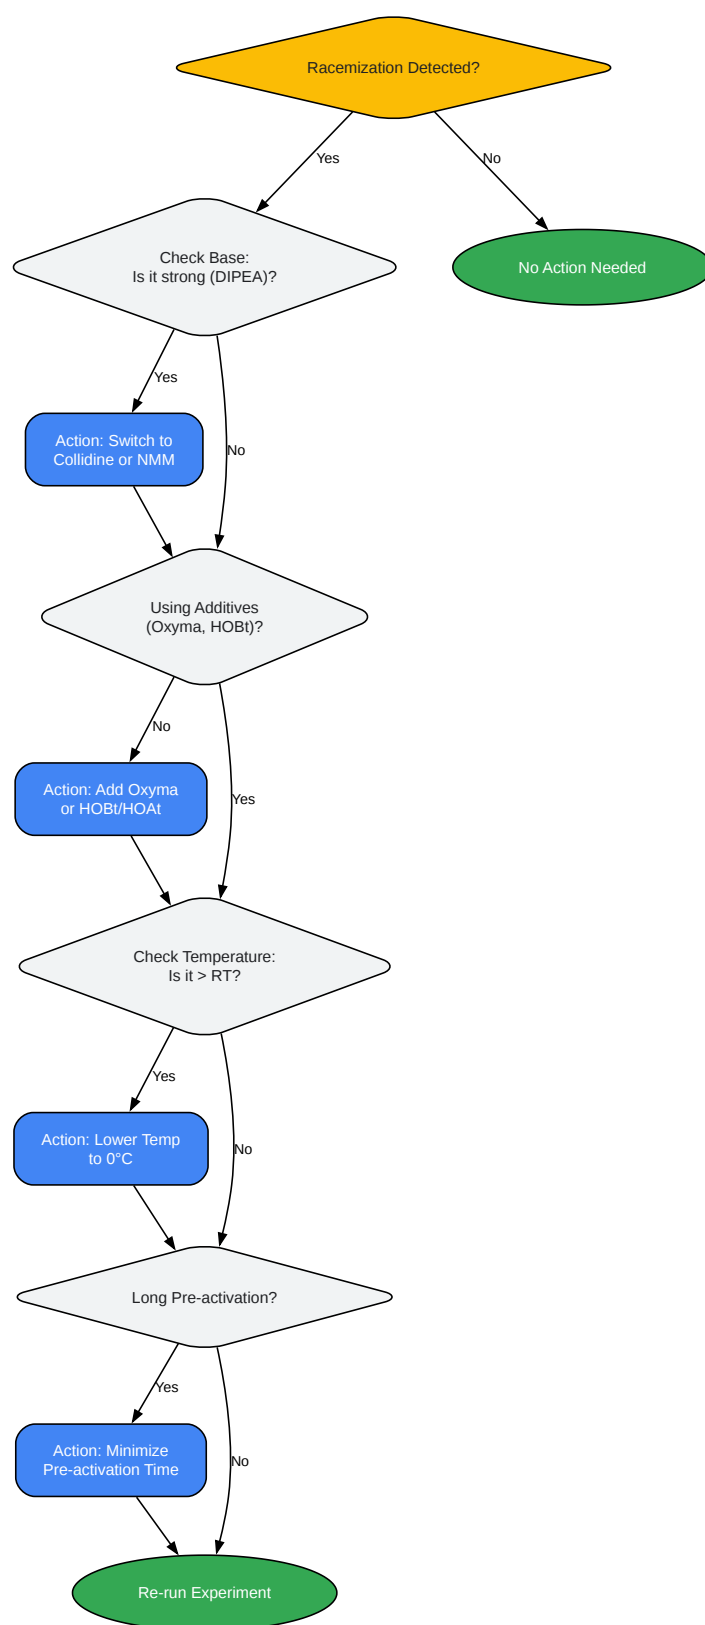 Racemization Detected?
Yes
No
Check Base:
Is it strong (DIPEA)?
No Action Needed
Yes
Action: Switch to
Collidine or NMM
No
Using Additives
(Oxyma, HOBt)?
No
Action: Add Oxyma
or HOBt/HOAt
Yes
Check Temperature:
Is it > RT?
Yes
Action: Lower Temp
to 0°C
No
Long Pre-activation?
Yes
Action: Minimize
Pre-activation Time
No
Re-run Experiment